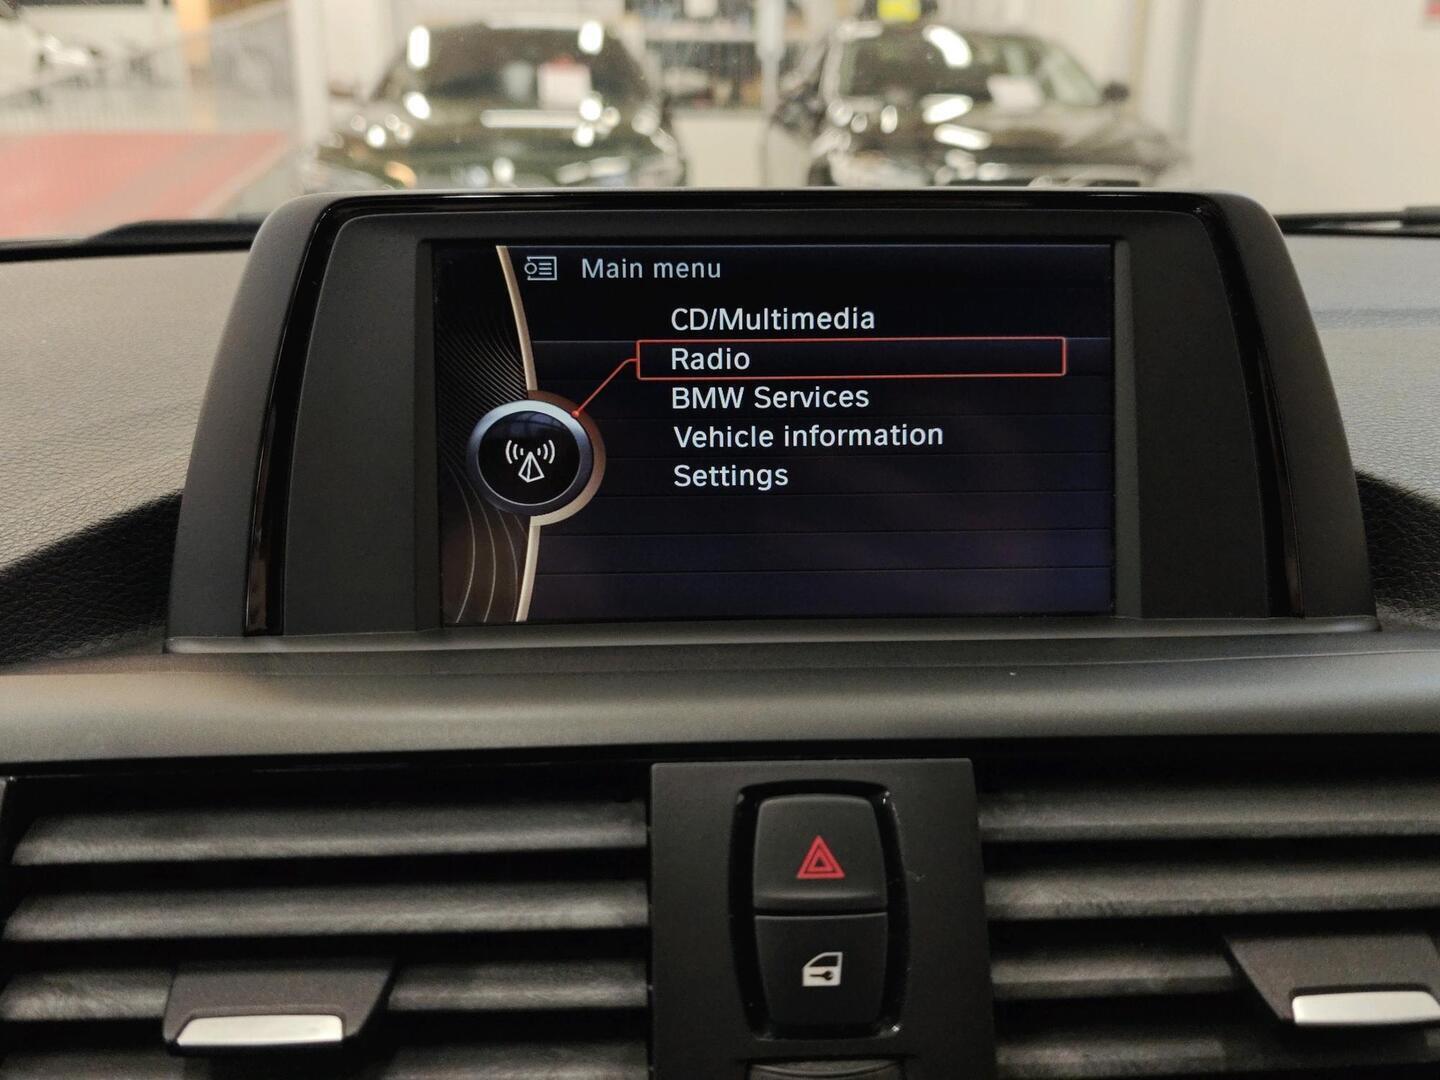 Main menu
CD/Multimedia
Radio
BMW Services
Vehicle information
Settings